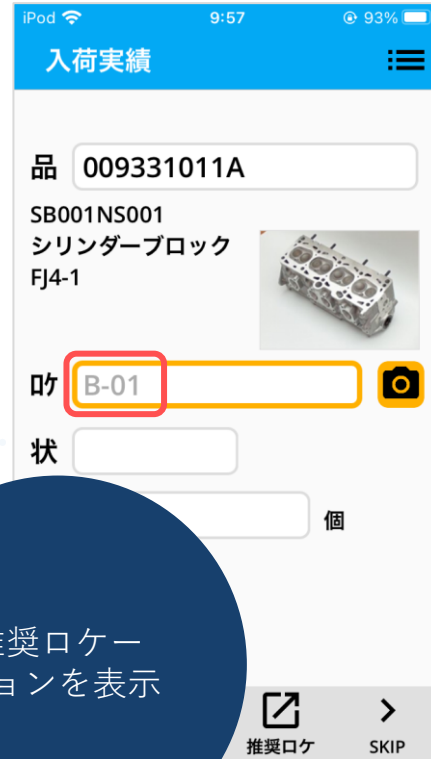 iPod 9:57 93%
入荷実績
品 009331011A
SB001NS001
シリンダーブロック
FJ4-1
ﾛｹ B-01
状
個
推奨ロケー
ョンを表示
推奨ロケ SKIP